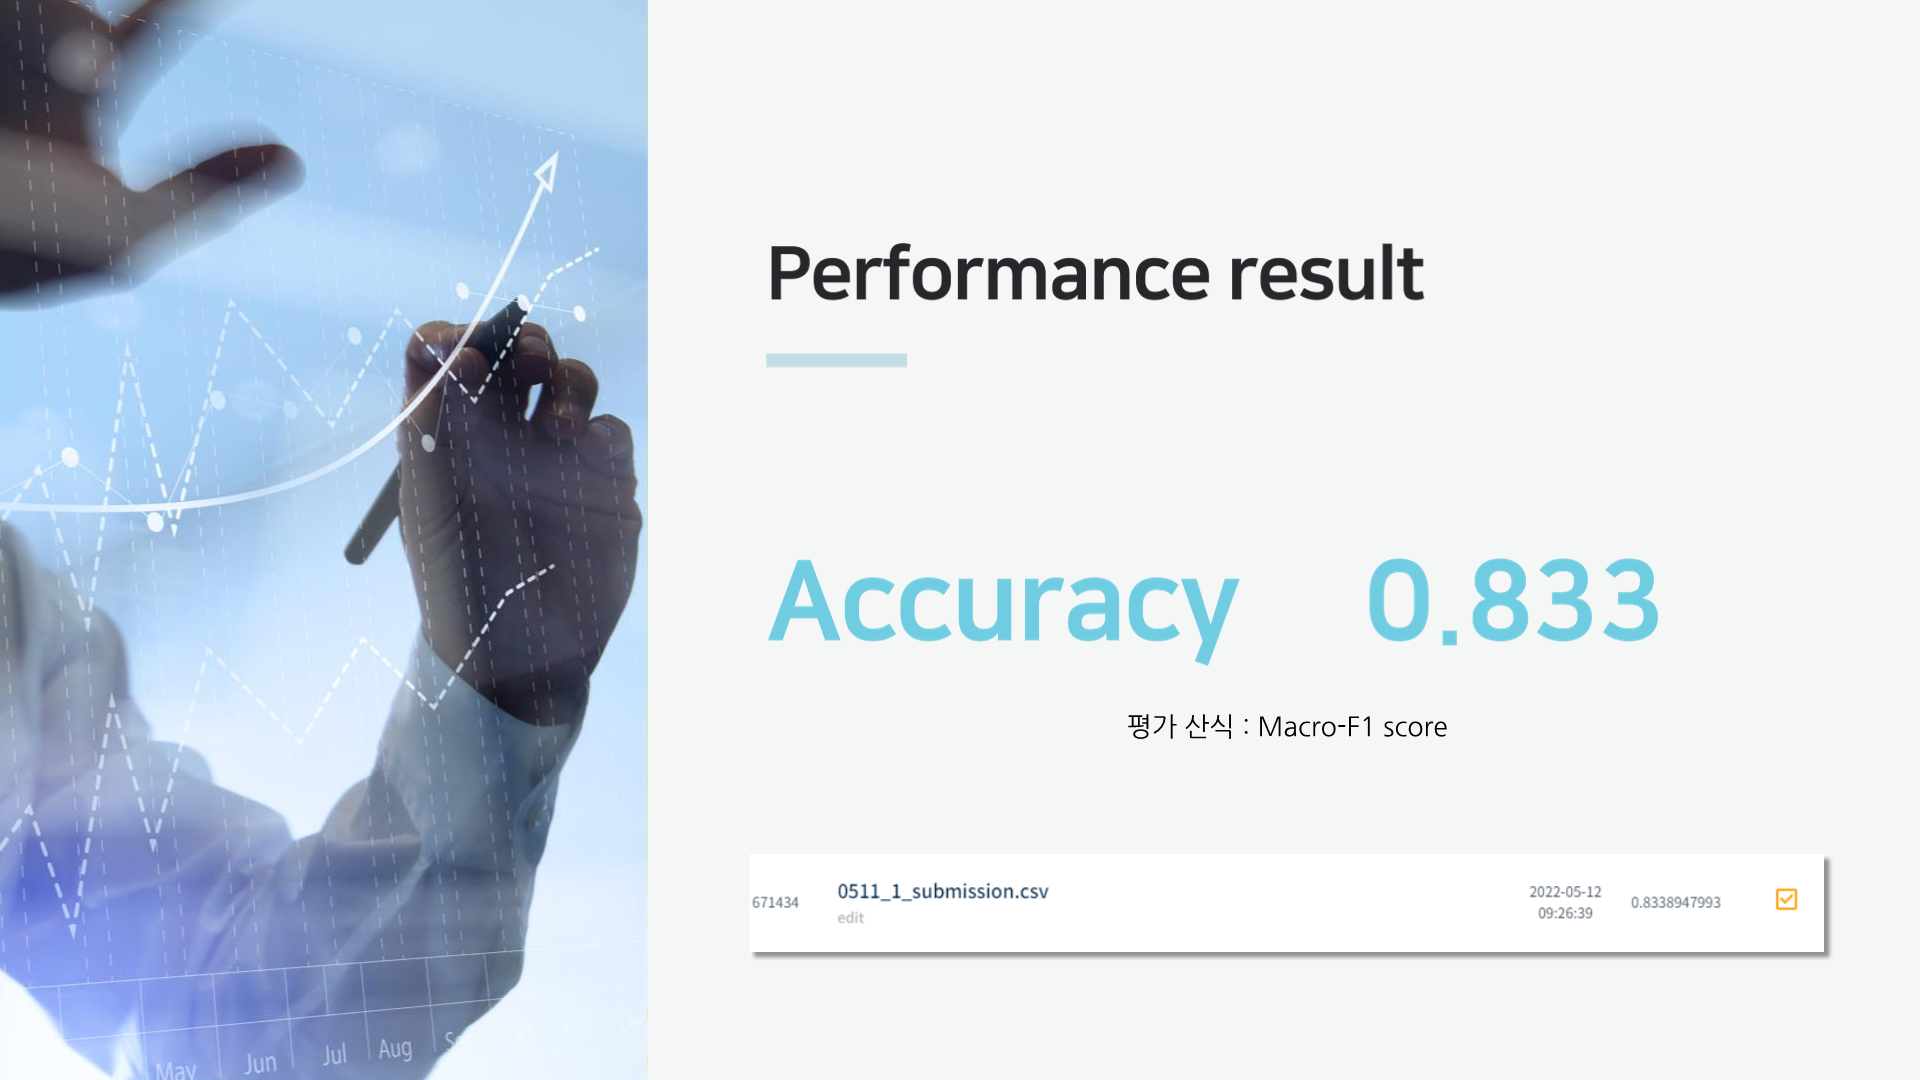 Performance result
Accuracy 0.833
평가 산식 : Macro-F1 score
671434 0511_1_submission.csv 2022-05-12 09:26:39 0.8338947993
edit
May Jun Jul Aug